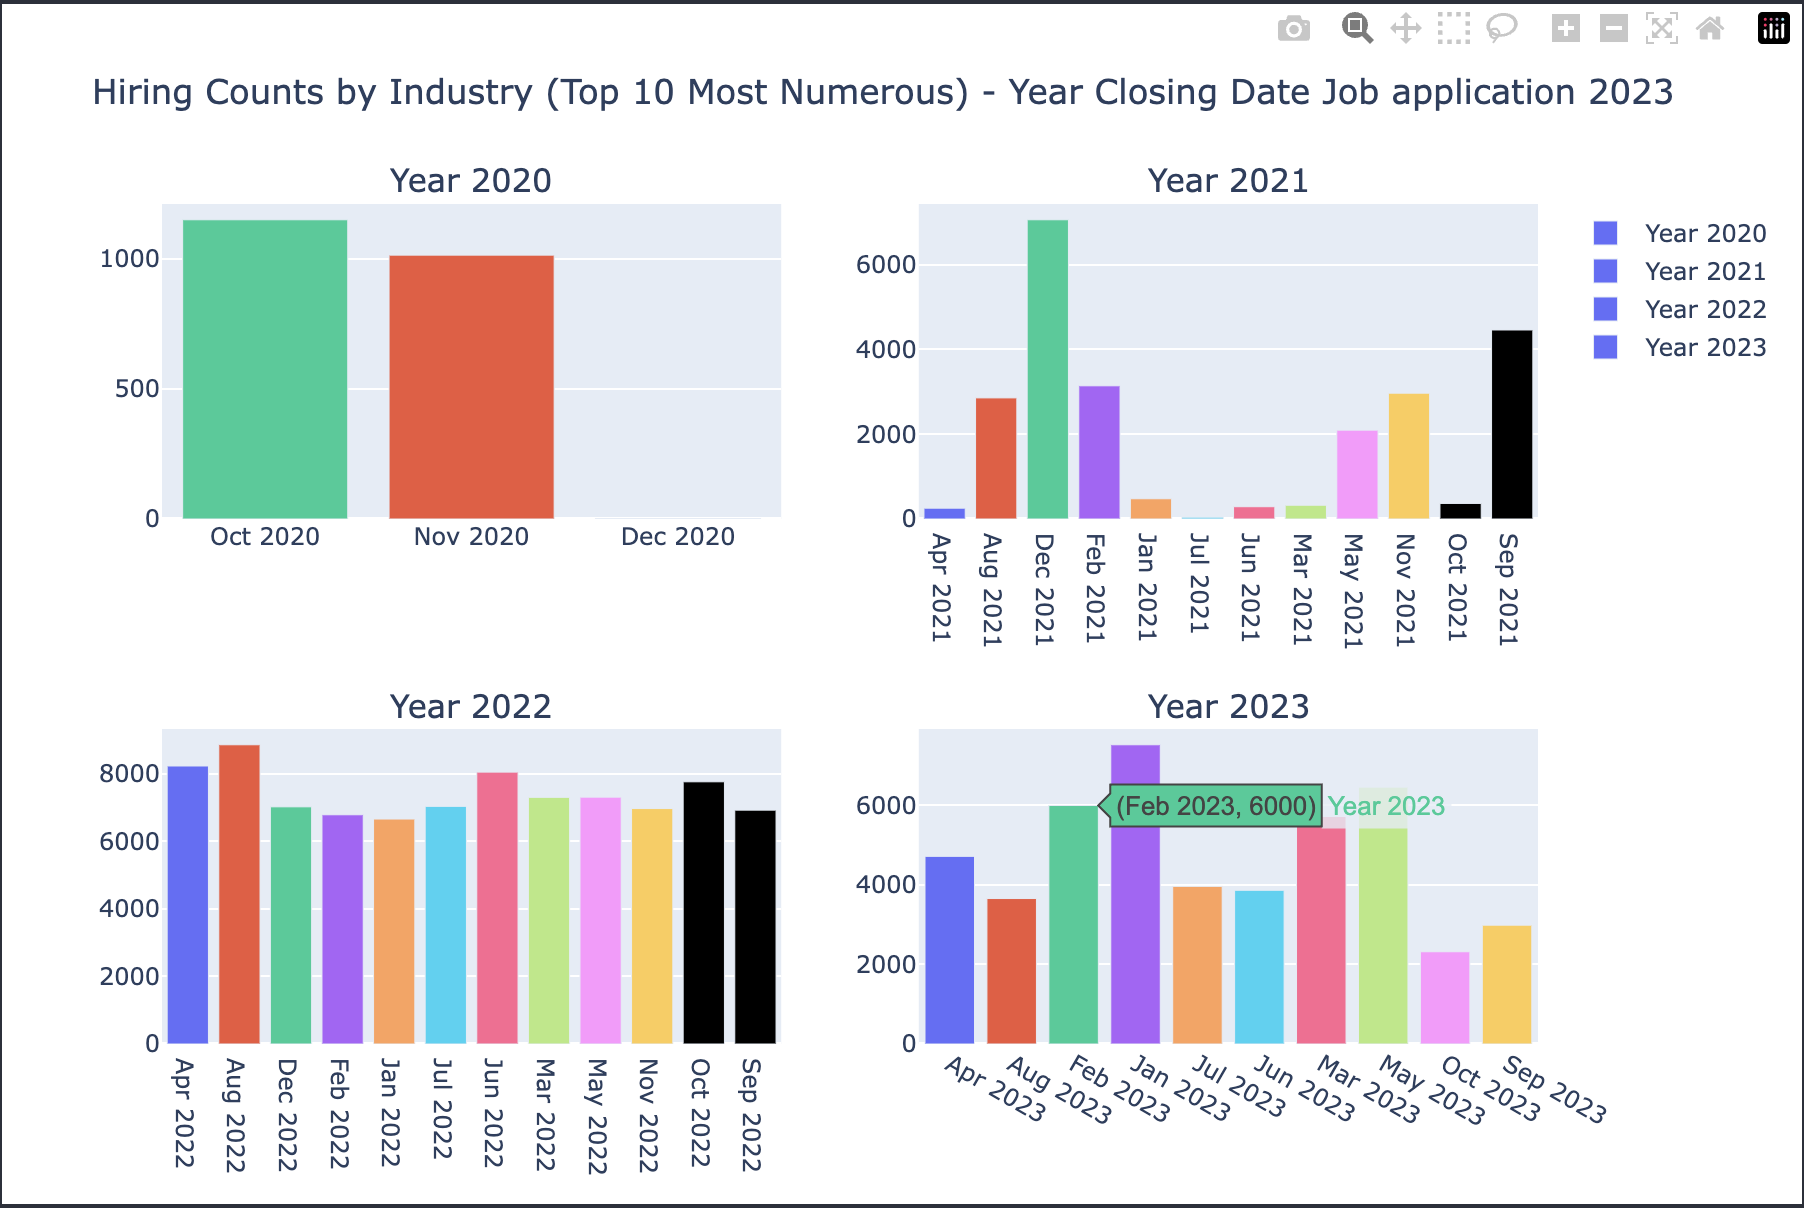 Hiring Counts by Industry (Top 10 Most Numerous) - Year Closing Date Job application 2023
Year 2020
1000
500
0
Oct 2020
Nov 2020
Dec 2020
Year 2021
6000
4000
2000
0
Apr 2021
Aug 2021
Dec 2021
Feb 2021
Jan 2021
Jul 2021
Jun 2021
Mar 2021
May 2021
Nov 2021
Oct 2021
Sep 2021
Year 2020
Year 2021
Year 2022
Year 2023
Year 2022
8000
6000
4000
2000
0
Apr 2022
Aug 2022
Dec 2022
Feb 2022
Jan 2022
Jul 2022
Jun 2022
Mar 2022
May 2022
Nov 2022
Oct 2022
Sep 2022
Year 2023
6000
4000
2000
0
(Feb 2023, 6000) Year 2023
Apr 2023
Aug 2023
Feb 2023
Jan 2023
Jul 2023
Jun 2023
Mar 2023
May 2023
Oct 2023
Sep 2023